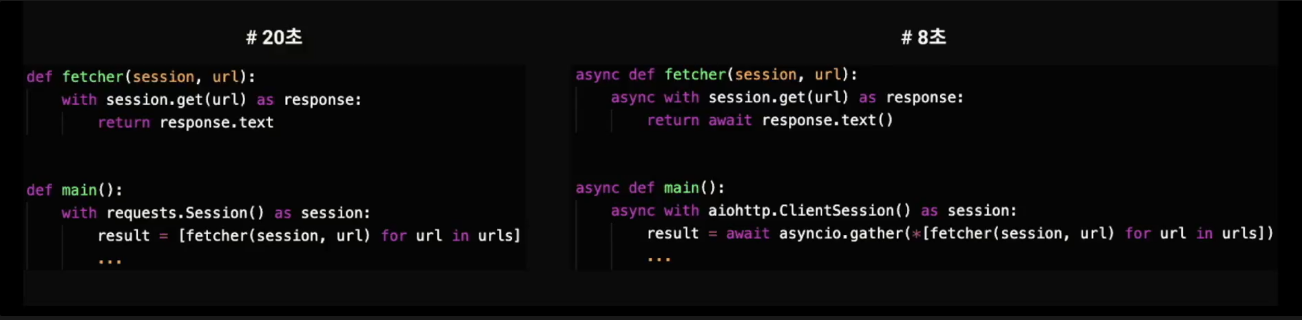 # 20초
def fetcher(session, url):
    with session.get(url) as response:
        return response.text
def main():
    with requests.Session() as session:
        result = [fetcher(session, url) for url in urls]
        ...
# 8초
async def fetcher(session, url):
    async with session.get(url) as response:
        return await response.text()
async def main():
    async with aiohttp.ClientSession() as session:
        result = await asyncio.gather(*[fetcher(session, url) for url in urls])
        ...